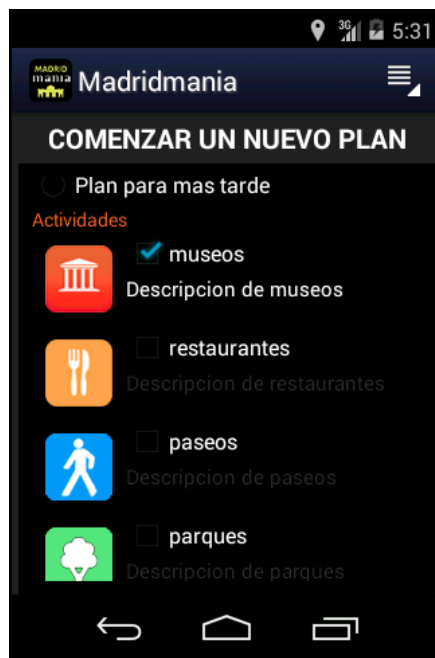 3G 5:31
MADRID
mania
Madridmania
COMENZAR UN NUEVO PLAN
Plan para mas tarde
Actividades
museos
Descripcion de museos
restaurantes
Descripcion de restaurantes
paseos
Descripcion de paseos
parques
Descripcion de parques